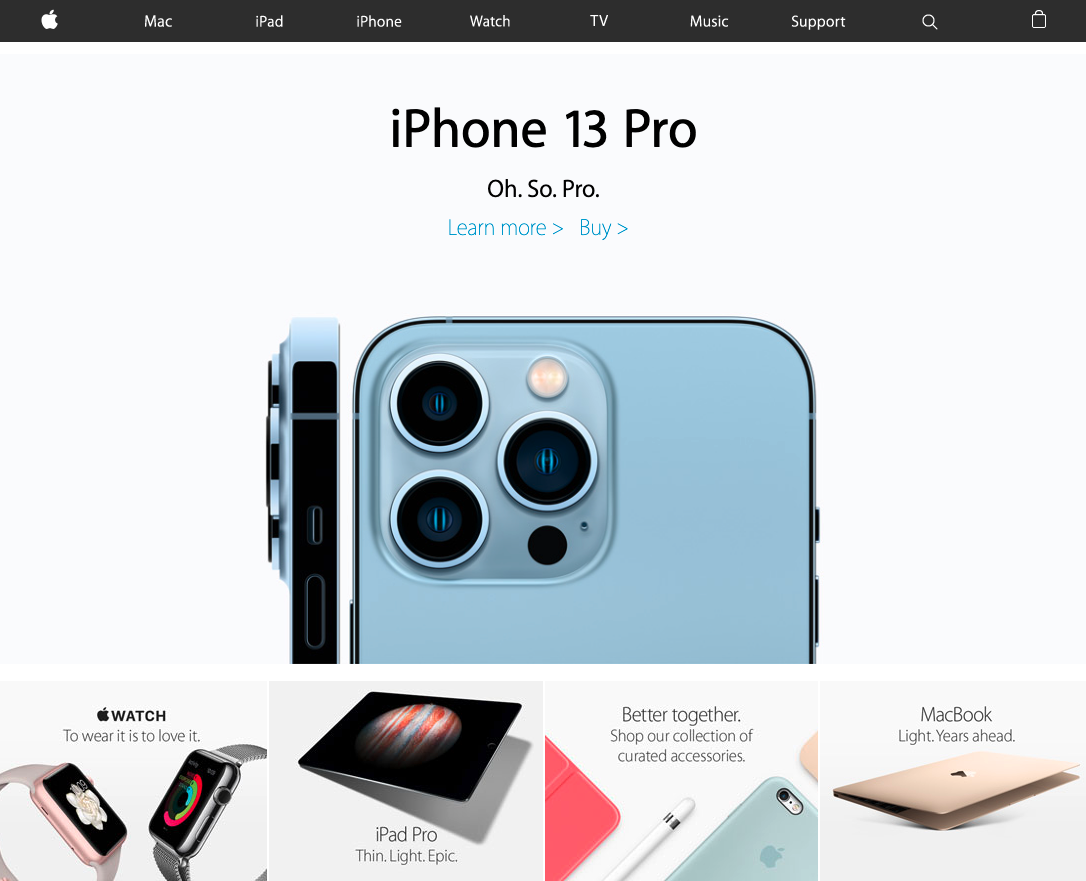 Mac
iPad
iPhone
Watch
TV
Music
Support
iPhone 13 Pro
Oh. So. Pro.
Learn more > Buy >
WATCH
To wear it is to love it.
iPad Pro
Thin. Light. Epic.
Better together.
Shop our collection of
curated accessories.
MacBook
Light. Years ahead.